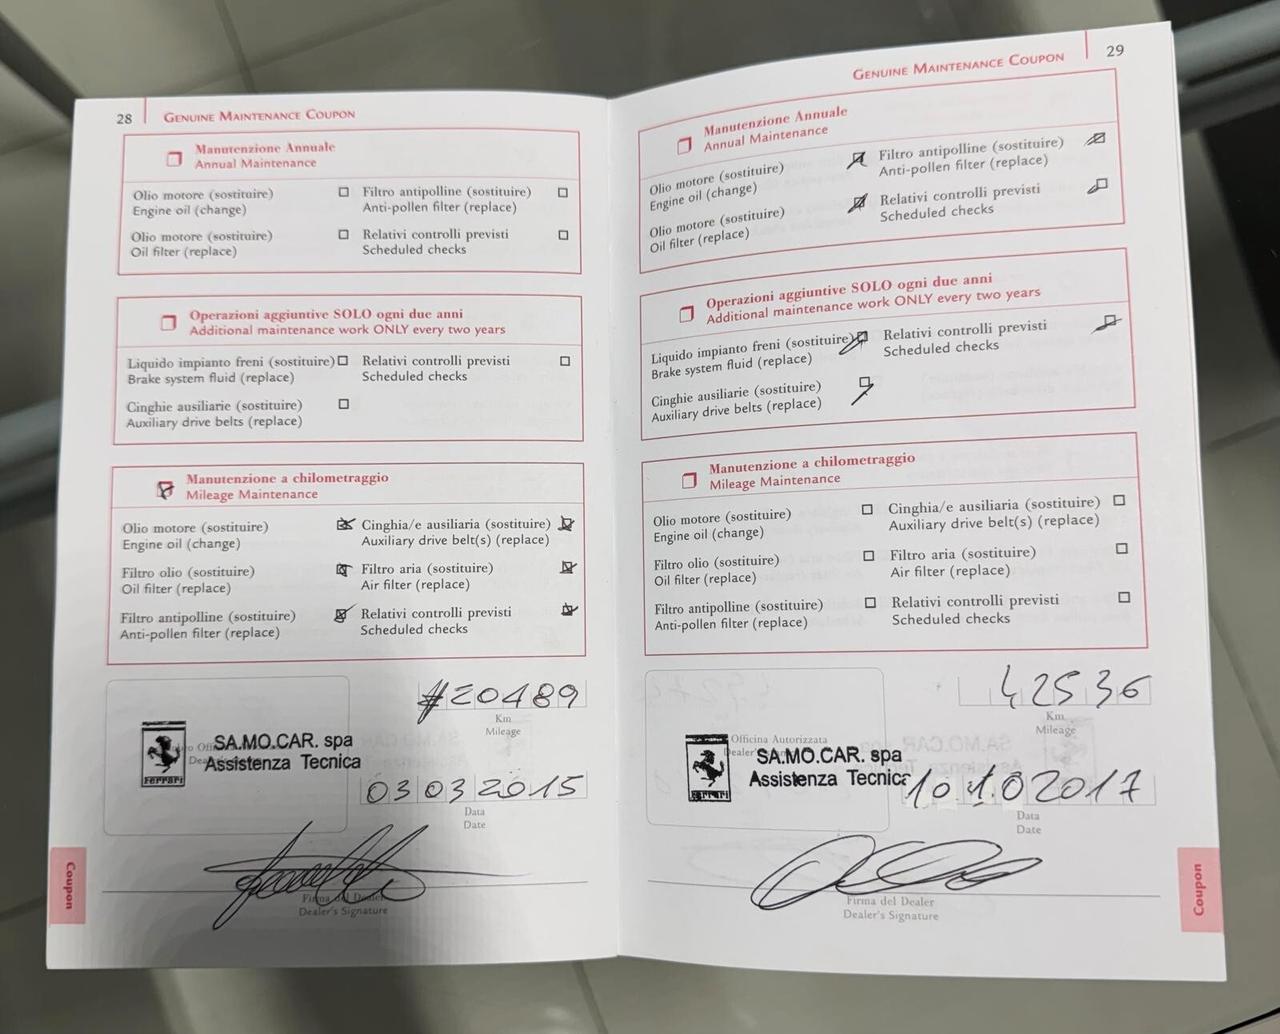 28
GENUINE MAINTENANCE COUPON
Manutenzione Annuale
Annual Maintenance
Olio motore (sostituire)
Engine oil (change)
Filtro antipolline (sostituire)
Anti-pollen filter (replace)
Olio motore (sostituire)
Oil filter (replace)
Relativi controlli previsti
Scheduled checks
Operazioni aggiuntive SOLO ogni due anni
Additional maintenance work ONLY every two years
Liquido impianto freni (sostituire)
Brake system fluid (replace)
Relativi controlli previsti
Scheduled checks
Cinghie ausiliarie (sostituire)
Auxiliary drive belts (replace)
Manutenzione a chilometraggio
Mileage Maintenance
Olio motore (sostituire)
Engine oil (change)
Cinghia/e ausiliaria (sostituire)
Auxiliary drive belt(s) (replace)
Filtro olio (sostituire)
Oil filter (replace)
Filtro aria (sostituire)
Air filter (replace)
Filtro antipolline (sostituire)
Anti-pollen filter (replace)
Relativi controlli previsti
Scheduled checks
#20489
Km
Mileage
Ferrari
SA.MO.CAR. spa
Assistenza Tecnica
03032015
Data
Date
Firma del Dealer
Dealer's Signature
Coupon
GENUINE MAINTENANCE COUPON
29
Manutenzione Annuale
Annual Maintenance
Olio motore (sostituire)
Engine oil (change)
Filtro antipolline (sostituire)
Anti-pollen filter (replace)
Olio motore (sostituire)
Oil filter (replace)
Relativi controlli previsti
Scheduled checks
Operazioni aggiuntive SOLO ogni due anni
Additional maintenance work ONLY every two years
Liquido impianto freni (sostituire)
Brake system fluid (replace)
Relativi controlli previsti
Scheduled checks
Cinghie ausiliarie (sostituire)
Auxiliary drive belts (replace)
Manutenzione a chilometraggio
Mileage Maintenance
Olio motore (sostituire)
Engine oil (change)
Cinghia/e ausiliaria (sostituire)
Auxiliary drive belt(s) (replace)
Filtro olio (sostituire)
Oil filter (replace)
Filtro aria (sostituire)
Air filter (replace)
Filtro antipolline (sostituire)
Anti-pollen filter (replace)
Relativi controlli previsti
Scheduled checks
42536
Km
Mileage
Officina Autorizzata
Dealer's
Ferrari
SA.MO.CAR. spa
Assistenza Tecnica
10.1.02017
Data
Date
Firma del Dealer
Dealer's Signature
Coupon